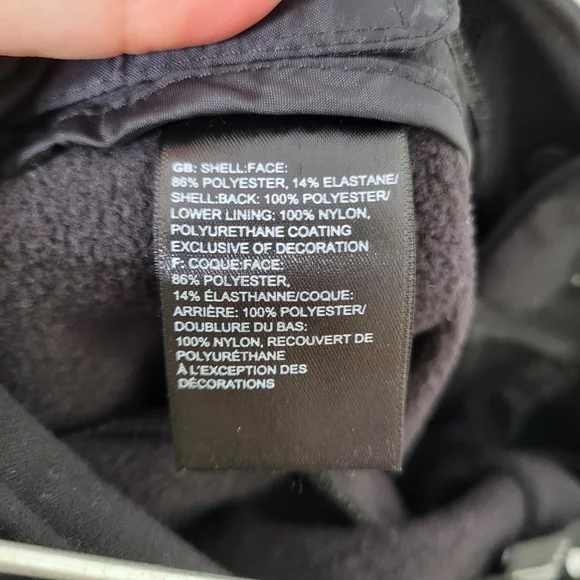 GB: SHELL:FACE:
86% POLYESTER, 14% ELASTANE/
SHELL:BACK: 100% POLYESTER/
LOWER LINING: 100% NYLON,
POLYURETHANE COATING
EXCLUSIVE OF DECORATION
F: COQUE:FACE:
86% POLYESTER,
14% ÉLASTHANNE/COQUE:
ARRIÈRE: 100% POLYESTER/
DOUBLURE DU BAS:
100% NYLON, RECOUVERT DE
POLYURÉTHANE
À L'EXCEPTION DES
DÉCORATIONS